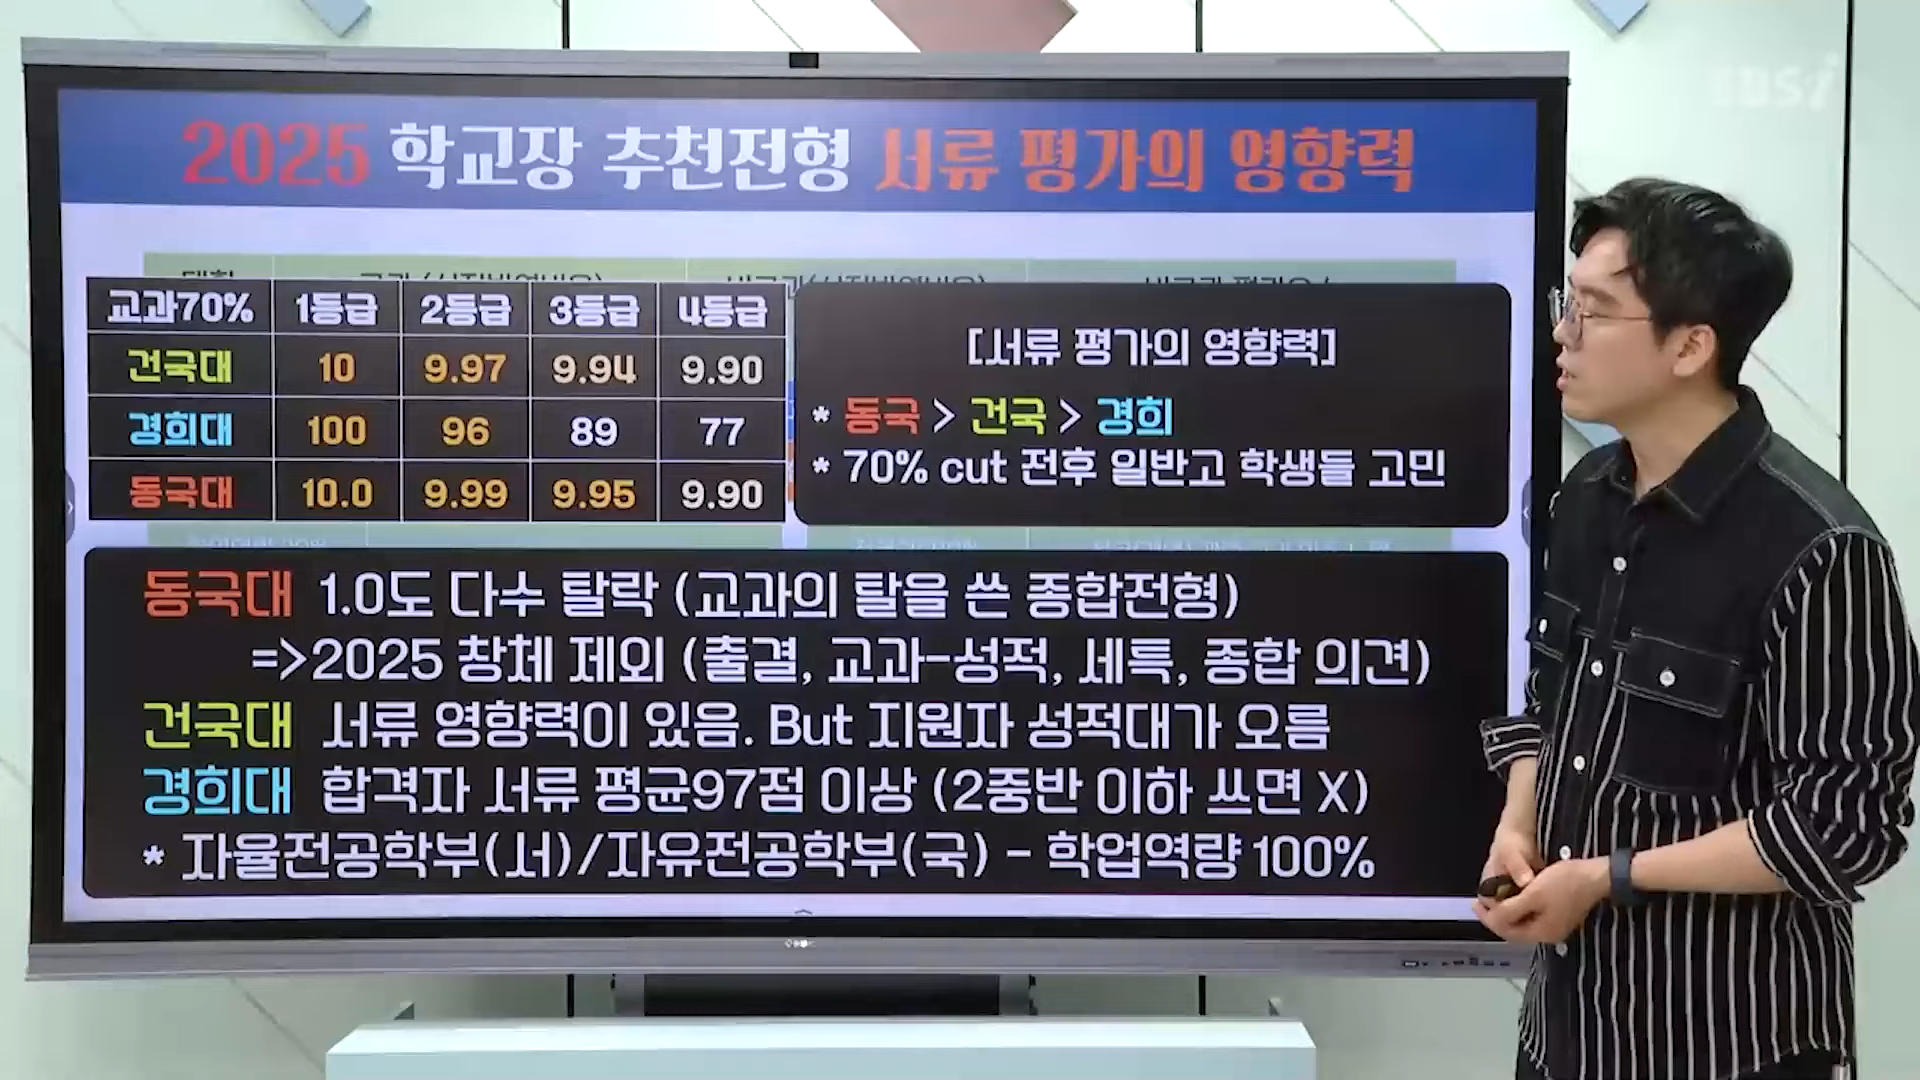 EBSi
2025 학교장 추천전형 서류 평가의 영향력
교과70% 1등급 2등급 3등급 4등급
건국대 10 9.97 9.94 9.90
경희대 100 96 89 77
동국대 10.0 9.99 9.95 9.90
[서류 평가의 영향력]
* 동국 > 건국 > 경희
* 70% cut 전후 일반고 학생들 고민
동국대 1.0도 다수 탈락 (교과의 탈을 쓴 종합전형)
=>2025 창체 제외 (출결, 교과-성적, 세특, 종합 의견)
건국대 서류 영향력이 있음. But 지원자 성적대가 오름
경희대 합격자 서류 평균97점 이상 (2중반 이하 쓰면 X)
* 자율전공학부(서)/자유전공학부(국) - 학업역량 100%